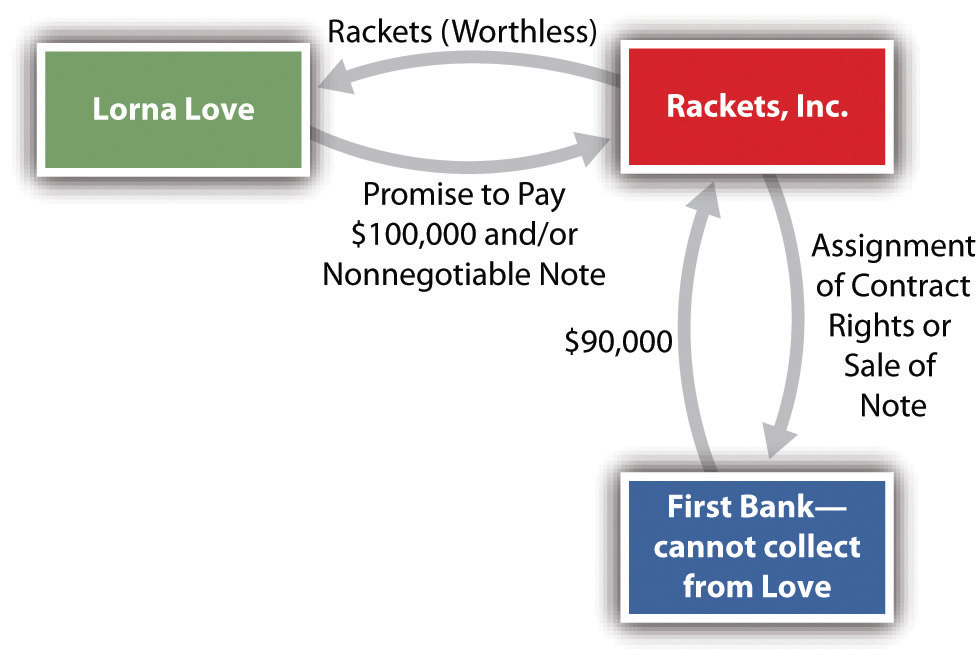 Rackets (Worthless)
Lorna Love
Rackets, Inc.
Promise to Pay
$100,000 and/or
Nonnegotiable Note
Assignment
of Contract
Rights or
Sale of
Note
$90,000
First Bank—
cannot collect
from Love